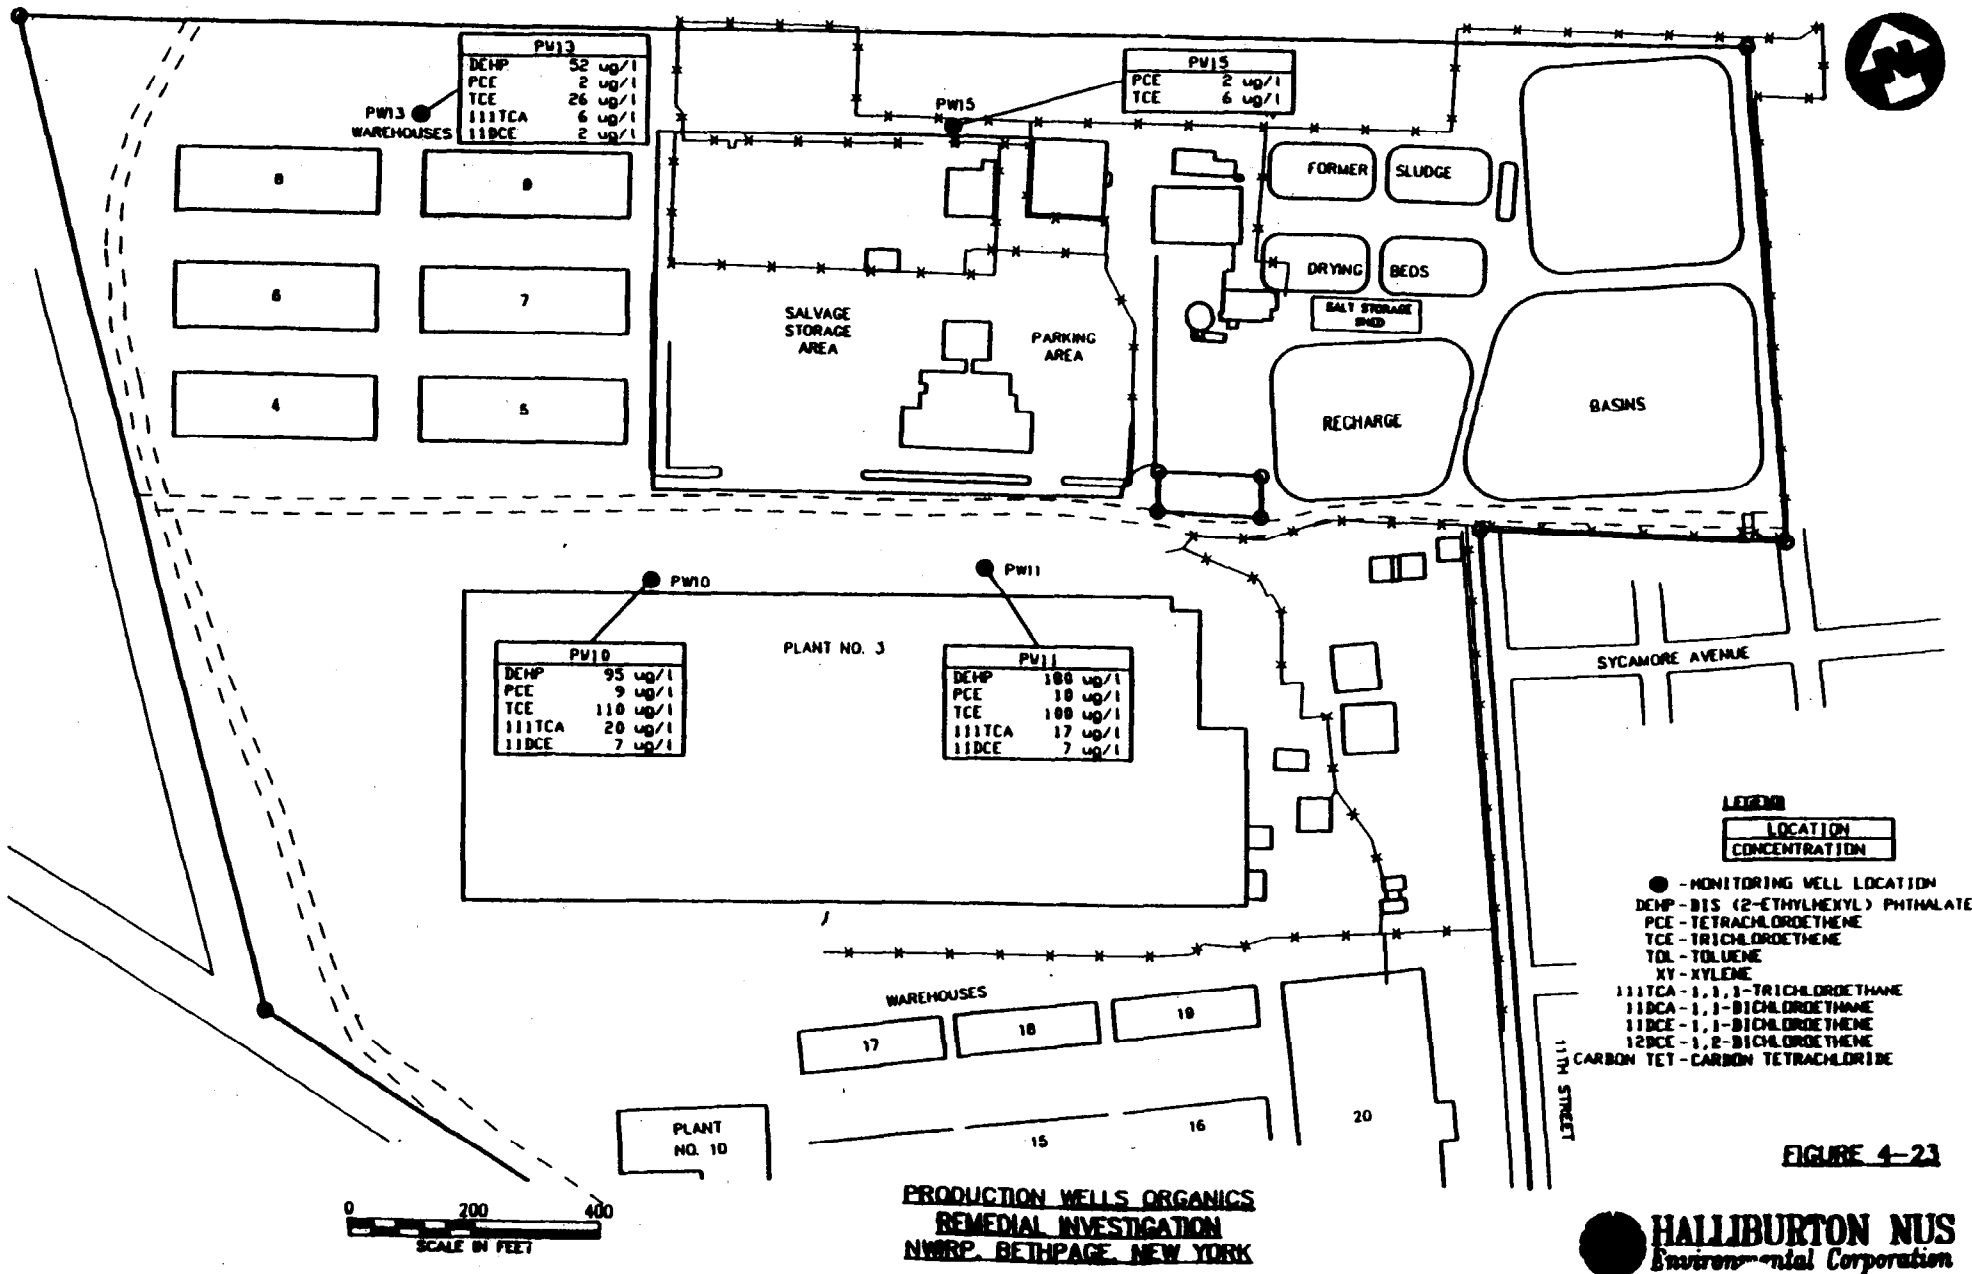 PW13
DEHP 52 ug/l
PCE 2 ug/l
TCE 26 ug/l
111TCA 6 ug/l
11DCE 2 ug/l
PW13
WAREHOUSES
PW15
PCE 2 ug/l
TCE 6 ug/l
PW15
N
8
9
6
7
4
5
SALVAGE
STORAGE
AREA
PARKING
AREA
FORMER SLUDGE
DRYING BEDS
SALT STORAGE
SHED
RECHARGE
BASINS
PW10
PW11
PLANT NO. 3
PW10
DEHP 95 ug/l
PCE 9 ug/l
TCE 110 ug/l
111TCA 20 ug/l
11DCE 7 ug/l
PW11
DEHP 180 ug/l
PCE 10 ug/l
TCE 100 ug/l
111TCA 17 ug/l
11DCE 7 ug/l
SYCAMORE AVENUE
LEGEND
LOCATION
CONCENTRATION
- MONITORING WELL LOCATION
DEHP - BIS (2-ETHYLHEXYL) PHTHALATE
PCE - TETRACHLOROETHENE
TCE - TRICHLOROETHENE
TOL - TOLUENE
XY - XYLENE
111TCA - 1,1,1-TRICHLOROETHANE
11DCA - 1,1-DICHLOROETHANE
11DCE - 1,1-DICHLOROETHENE
12DCE - 1,2-DICHLOROETHENE
CARBON TET - CARBON TETRACHLORIDE
WAREHOUSES
17
18
19
15
16
20
11TH STREET
PLANT
NO. 10
0 200 400
SCALE IN FEET
PRODUCTION WELLS ORGANICS
REMEDIAL INVESTIGATION
NWIRP, BETHPAGE, NEW YORK
FIGURE 4-23
HALLIBURTON NUS
Environmental Corporation